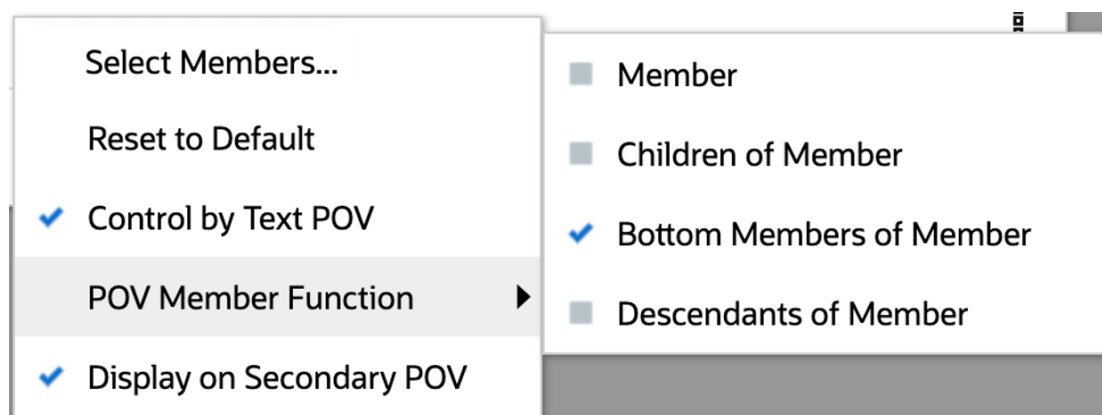 Select Members...
Reset to Default
Control by Text POV
POV Member Function
Display on Secondary POV
Member
Children of Member
Bottom Members of Member
Descendants of Member